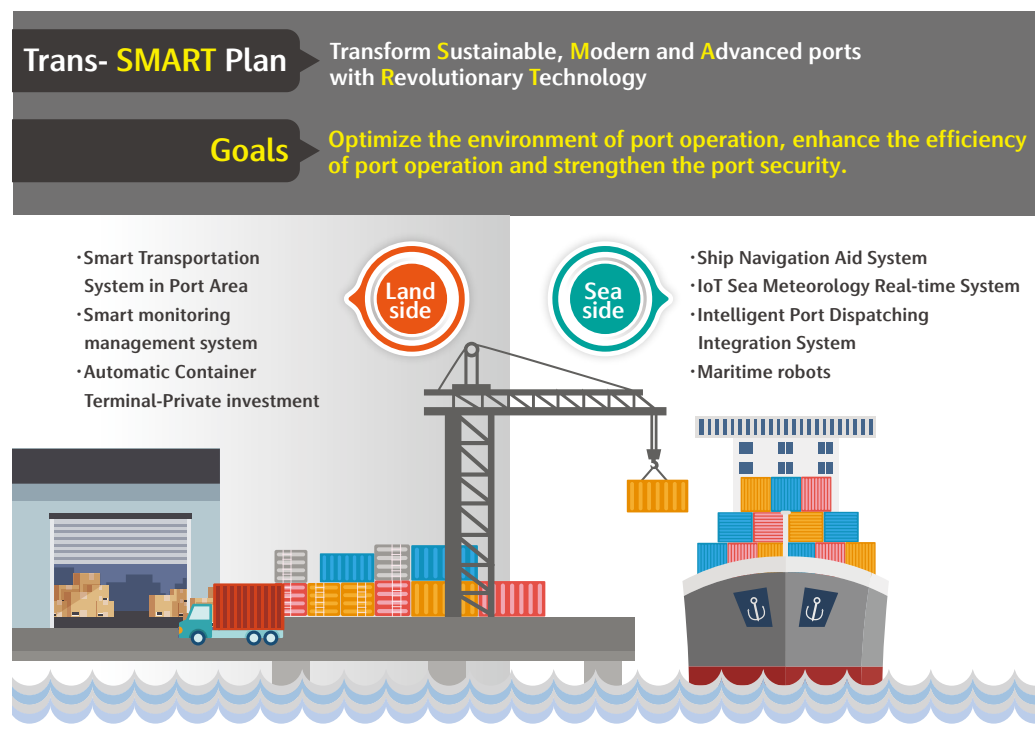 Trans- SMART Plan
Transform Sustainable, Modern and Advanced ports
with Revolutionary Technology
Goals
Optimize the environment of port operation, enhance the efficiency
of port operation and strengthen the port security.
・Smart Transportation
System in Port Area
・Smart monitoring
management system
・Automatic Container
Terminal-Private investment
Land
side
Sea
side
・Ship Navigation Aid System
・IoT Sea Meteorology Real-time System
・Intelligent Port Dispatching
Integration System
・Maritime robots